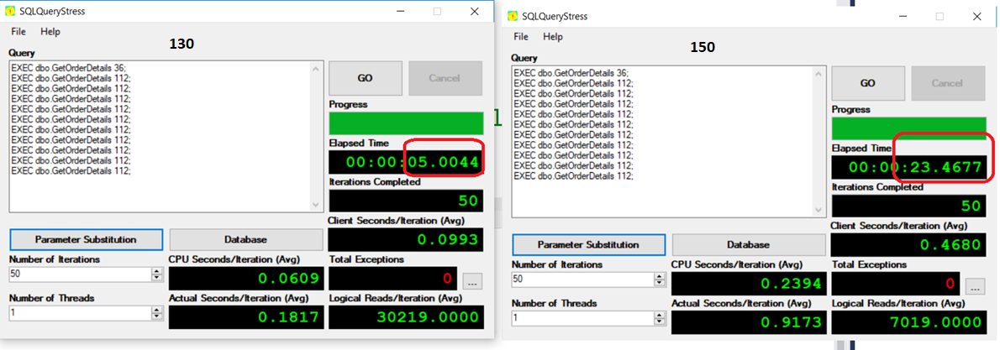 SQLQueryStress
File Help
130
Query
EXEC dbo.GetOrderDetails 36;
EXEC dbo.GetOrderDetails 112;
EXEC dbo.GetOrderDetails 112;
EXEC dbo.GetOrderDetails 112;
EXEC dbo.GetOrderDetails 112;
EXEC dbo.GetOrderDetails 112;
EXEC dbo.GetOrderDetails 112;
EXEC dbo.GetOrderDetails 112;
EXEC dbo.GetOrderDetails 112;
EXEC dbo.GetOrderDetails 112;
EXEC dbo.GetOrderDetails 112;
GO
Cancel
Progress
Elapsed Time
00:00:05.0044
Iterations Completed
50
Client Seconds/Iteration (Avg)
0.0993
Parameter Substitution
Database
Number of Iterations
50
CPU Seconds/Iteration (Avg)
0.0609
Total Exceptions
0
...
Number of Threads
1
Actual Seconds/Iteration (Avg)
0.1817
Logical Reads/Iteration (Avg)
30219.0000
1
SQLQueryStress
File Help
150
Query
EXEC dbo.GetOrderDetails 36;
EXEC dbo.GetOrderDetails 112;
EXEC dbo.GetOrderDetails 112;
EXEC dbo.GetOrderDetails 112;
EXEC dbo.GetOrderDetails 112;
EXEC dbo.GetOrderDetails 112;
EXEC dbo.GetOrderDetails 112;
EXEC dbo.GetOrderDetails 112;
EXEC dbo.GetOrderDetails 112;
EXEC dbo.GetOrderDetails 112;
EXEC dbo.GetOrderDetails 112;
GO
Cancel
Progress
Elapsed Time
00:00:23.4677
Iterations Completed
50
Client Seconds/Iteration (Avg)
0.4680
Parameter Substitution
Database
Number of Iterations
50
CPU Seconds/Iteration (Avg)
0.2394
Total Exceptions
0
...
Number of Threads
1
Actual Seconds/Iteration (Avg)
0.9173
Logical Reads/Iteration (Avg)
7019.0000